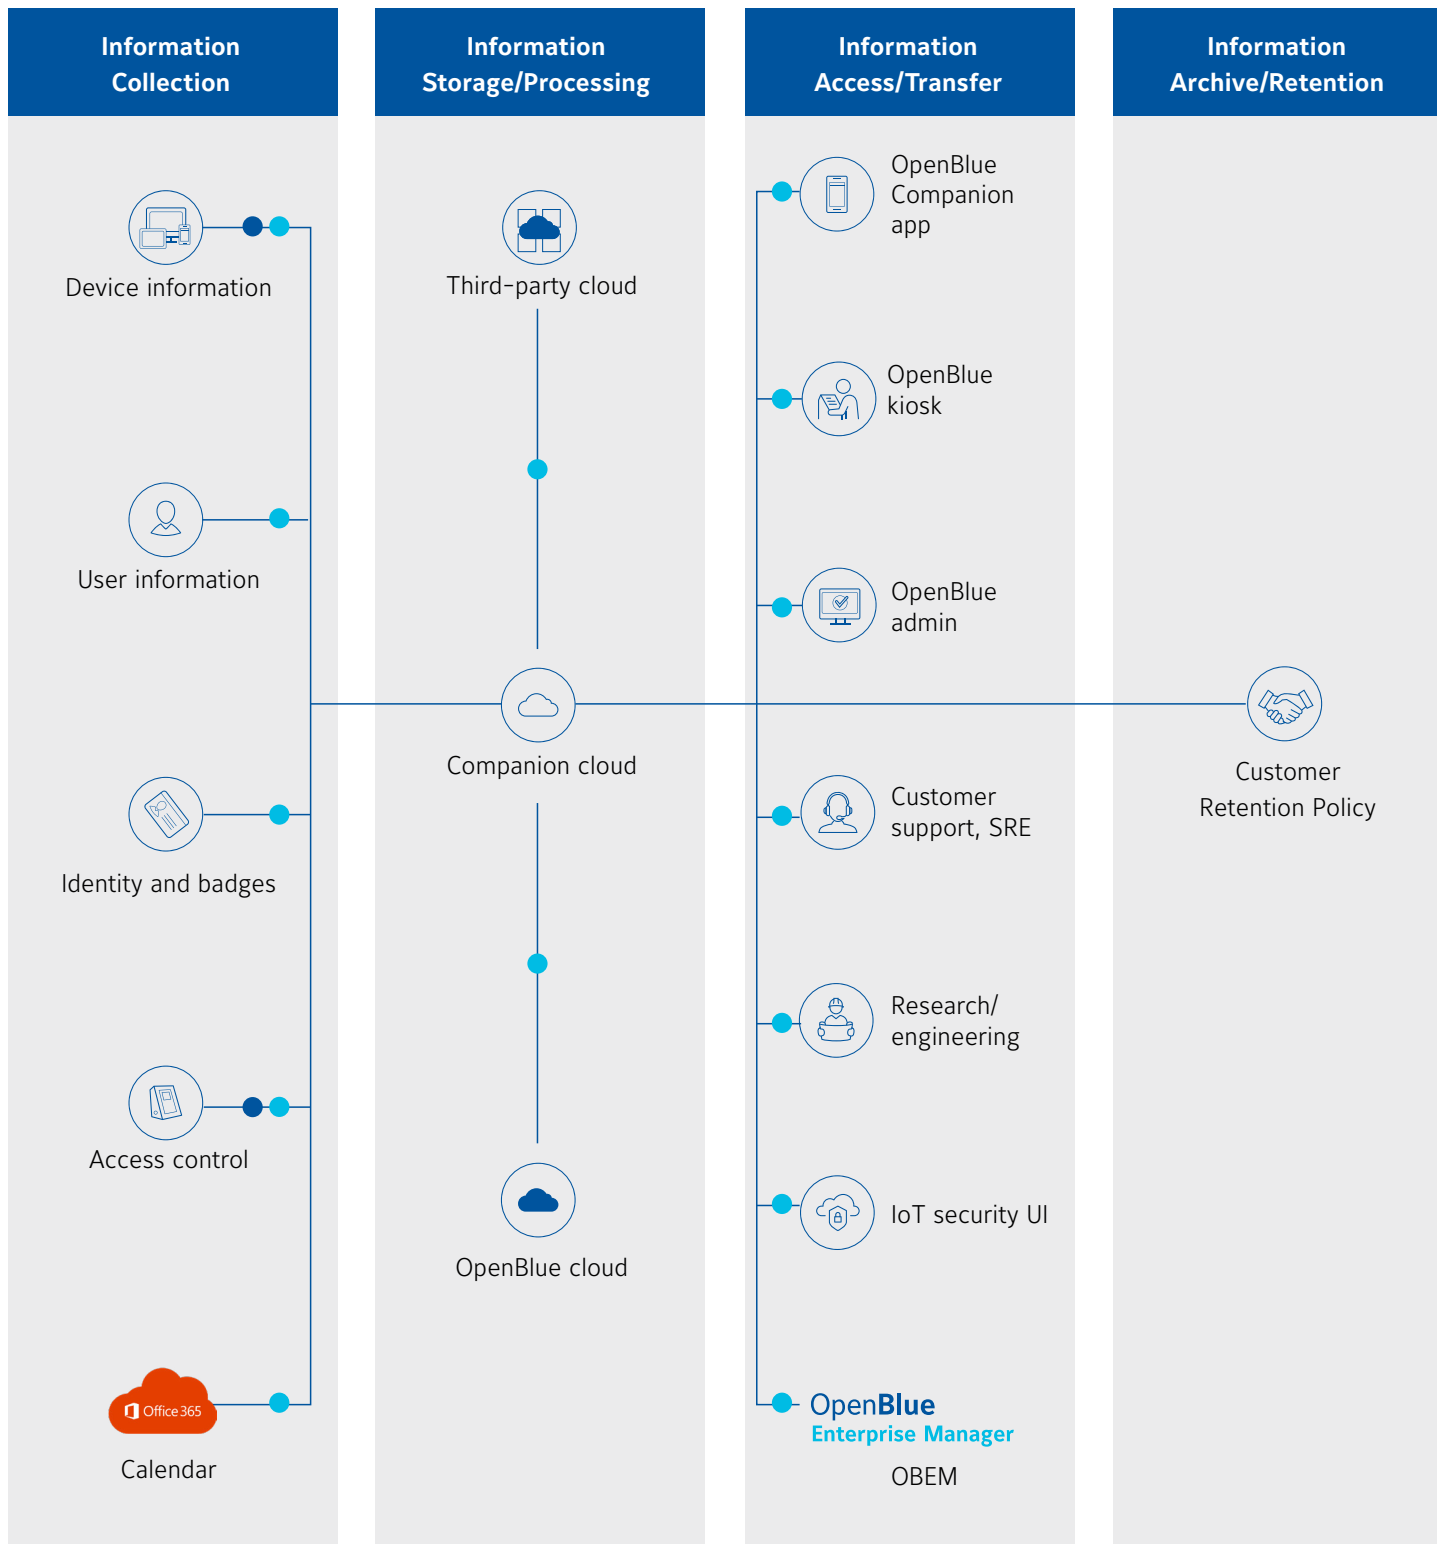 Information
Collection
Device information
User information
Identity and badges
Access control
Office 365
Calendar
Information
Storage/Processing
Third-party cloud
Companion cloud
OpenBlue cloud
Information
Access/Transfer
OpenBlue
Companion
app
OpenBlue
kiosk
OpenBlue
admin
Customer
support, SRE
Research/
engineering
IoT security UI
OpenBlue
Enterprise Manager
OBEM
Information
Archive/Retention
Customer
Retention Policy